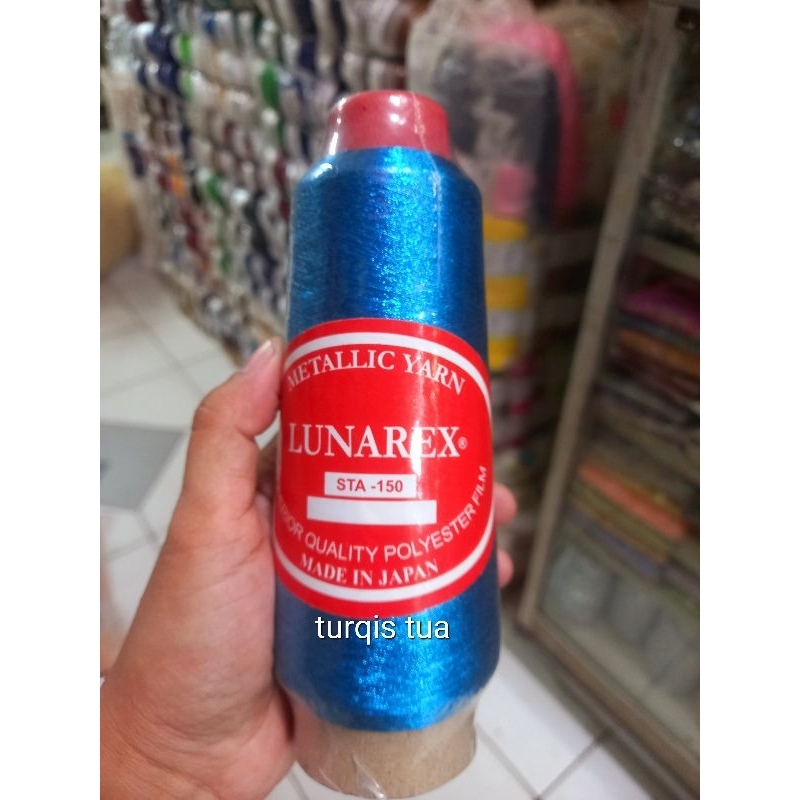 METALLIC YARN
LUNAREX®
STA -150
QUALITY POLYESTER FILM
MADE IN JAPAN
turqis tua